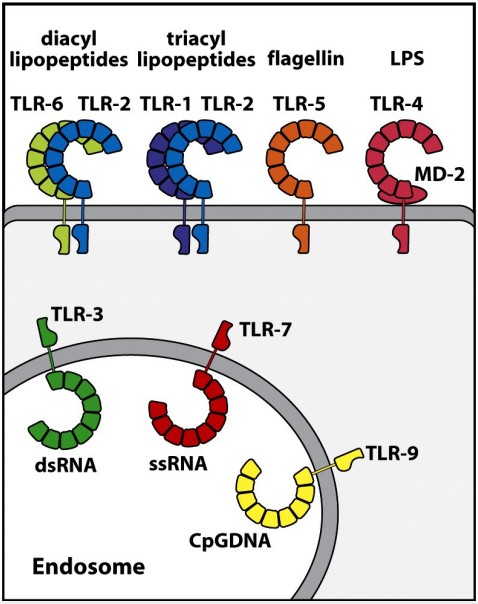 diacyl
lipopeptides
triacyl
lipopeptides
flagellin
LPS
TLR-6
TLR-2
TLR-1
TLR-2
TLR-5
TLR-4
MD-2
TLR-3
TLR-7
dsRNA
ssRNA
TLR-9
CpGDNA
Endosome